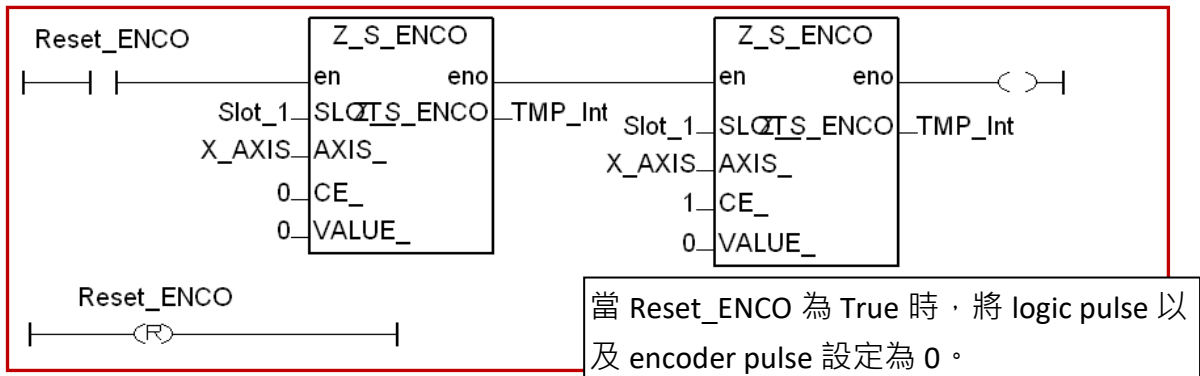 Reset_ENCO
Z_S_ENCO
Z_S_ENCO
en eno
en eno
( )
Slot_1 SLOT_ Z_S_ENCO TMP_Int
Slot_1 SLOT_ Z_S_ENCO TMP_Int
X_AXIS AXIS_
X_AXIS AXIS_
0 CE_
1 CE_
0 VALUE_
0 VALUE_
Reset_ENCO
(R)
當 Reset_ENCO 為 True 時，將 logic pulse 以
及 encoder pulse 設定為 0。